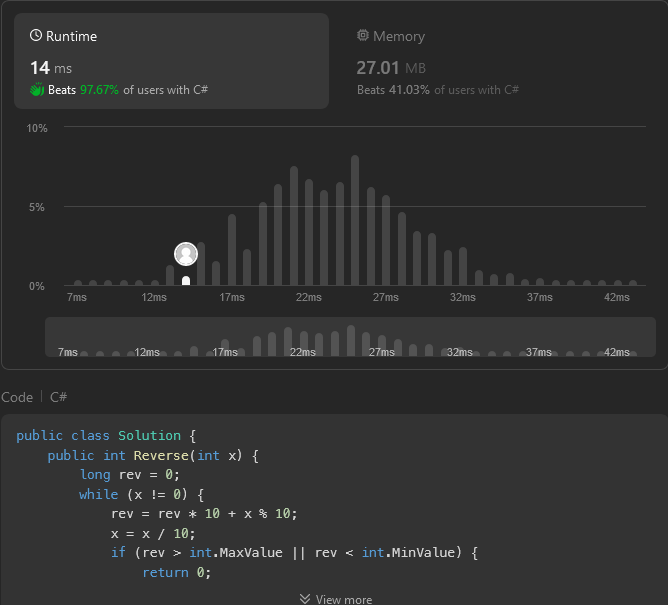 Runtime
Memory
14 ms
27.01 MB
Beats 97.67% of users with C#
Beats 41.03% of users with C#
10%
5%
0%
7ms 12ms 17ms 22ms 27ms 32ms 37ms 42ms
7ms 12ms 17ms 22ms 27ms 32ms 37ms 42ms
Code | C#
public class Solution {
public int Reverse(int x) {
long rev = 0;
while (x != 0) {
rev = rev * 10 + x % 10;
x = x / 10;
if (rev > int.MaxValue || rev < int.MinValue) {
return 0;
View more